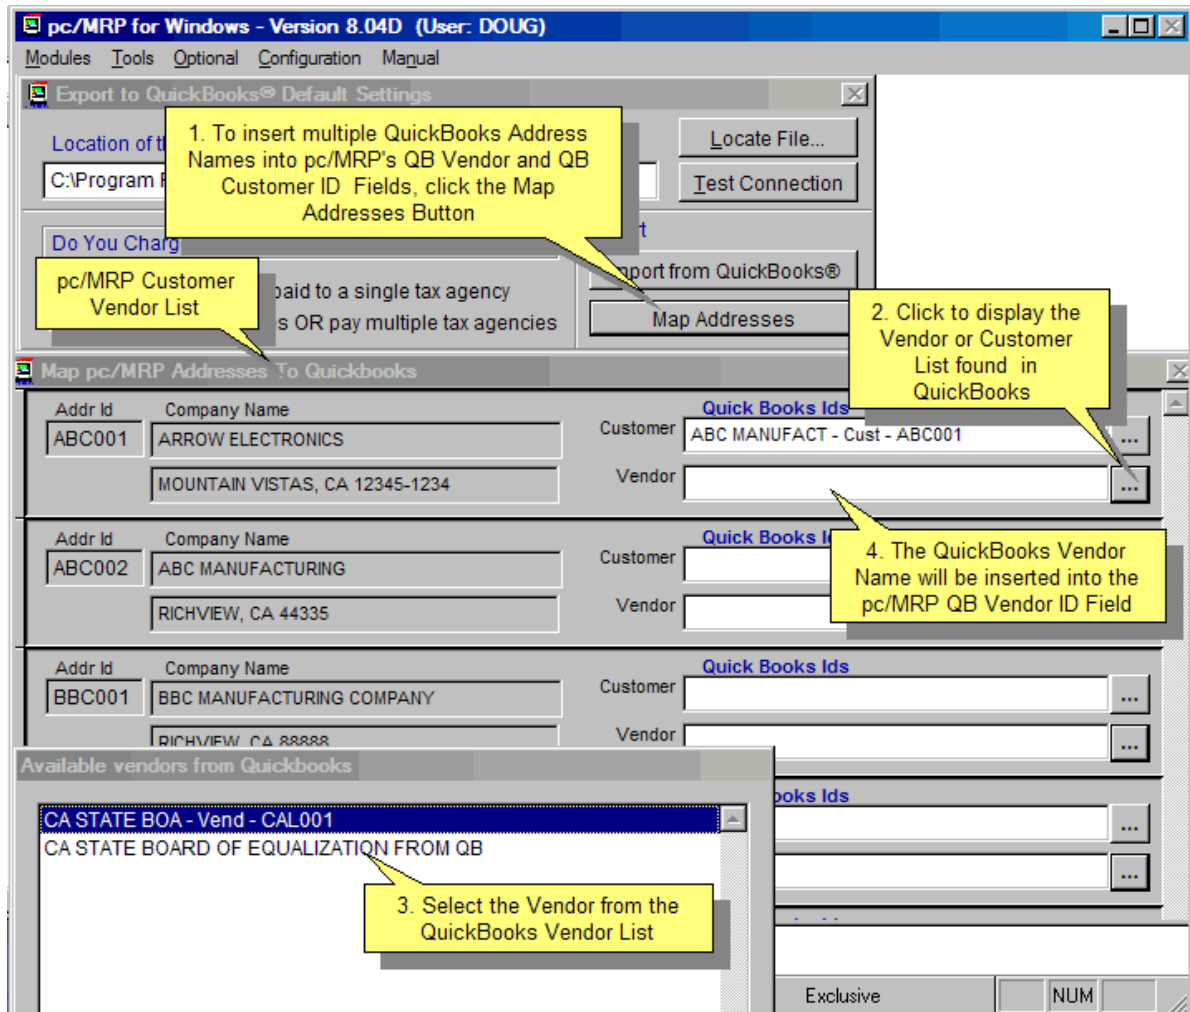 pc/MRP for Windows - Version 8.04D (User: DOUG)
Modules Tools Optional Configuration Manual
Export to QuickBooks® Default Settings
Location of
C:\Program
Locate File...
Test Connection
1. To insert multiple QuickBooks Address
Names into pc/MRP's QB Vendor and QB
Customer ID Fields, click the Map
Addresses Button
Do You Charg
paid to a single tax agency
s OR pay multiple tax agencies
from QuickBooks®
Map Addresses
pc/MRP Customer
Vendor List
2. Click to display the
Vendor or Customer
List found in
QuickBooks
Map pc/MRP Addresses To Quickbooks
Addr Id Company Name Quick Books Ids
ABC001 ARROW ELECTRONICS Customer ABC MANUFACT - Cust - ABC001 ...
MOUNTAIN VISTAS, CA 12345-1234 Vendor ...
Addr Id Company Name Quick Books
ABC002 ABC MANUFACTURING Customer
RICHVIEW, CA 44335 Vendor
4. The QuickBooks Vendor
Name will be inserted into the
pc/MRP QB Vendor ID Field
Addr Id Company Name Quick Books Ids
BBC001 BBC MANUFACTURING COMPANY Customer ...
RICHVIEW, CA 88888 Vendor ...
Available vendors from Quickbooks
ooks Ids
...
...
CA STATE BOA - Vend - CAL001
CA STATE BOARD OF EQUALIZATION FROM QB
3. Select the Vendor from the
QuickBooks Vendor List
Exclusive NUM